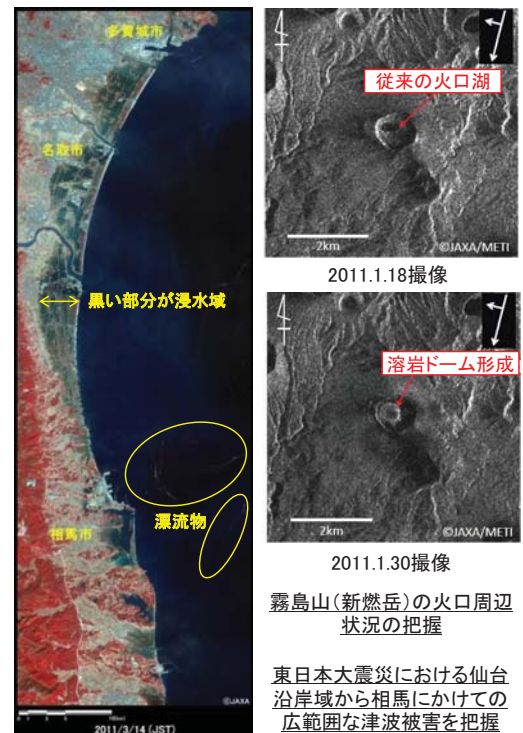 多賀城市
名取市
黒い部分が浸水域
漂流物
相馬市
©JAXA
2011/3/14 (JST)
従来の火口湖
2km
©JAXA/METI
2011.1.18撮像
溶岩ドーム形成
2km
©JAXA/METI
2011.1.30撮像
霧島山(新燃岳)の火口周辺
状況の把握
東日本大震災における仙台
沿岸域から相馬にかけての
広範囲な津波被害を把握